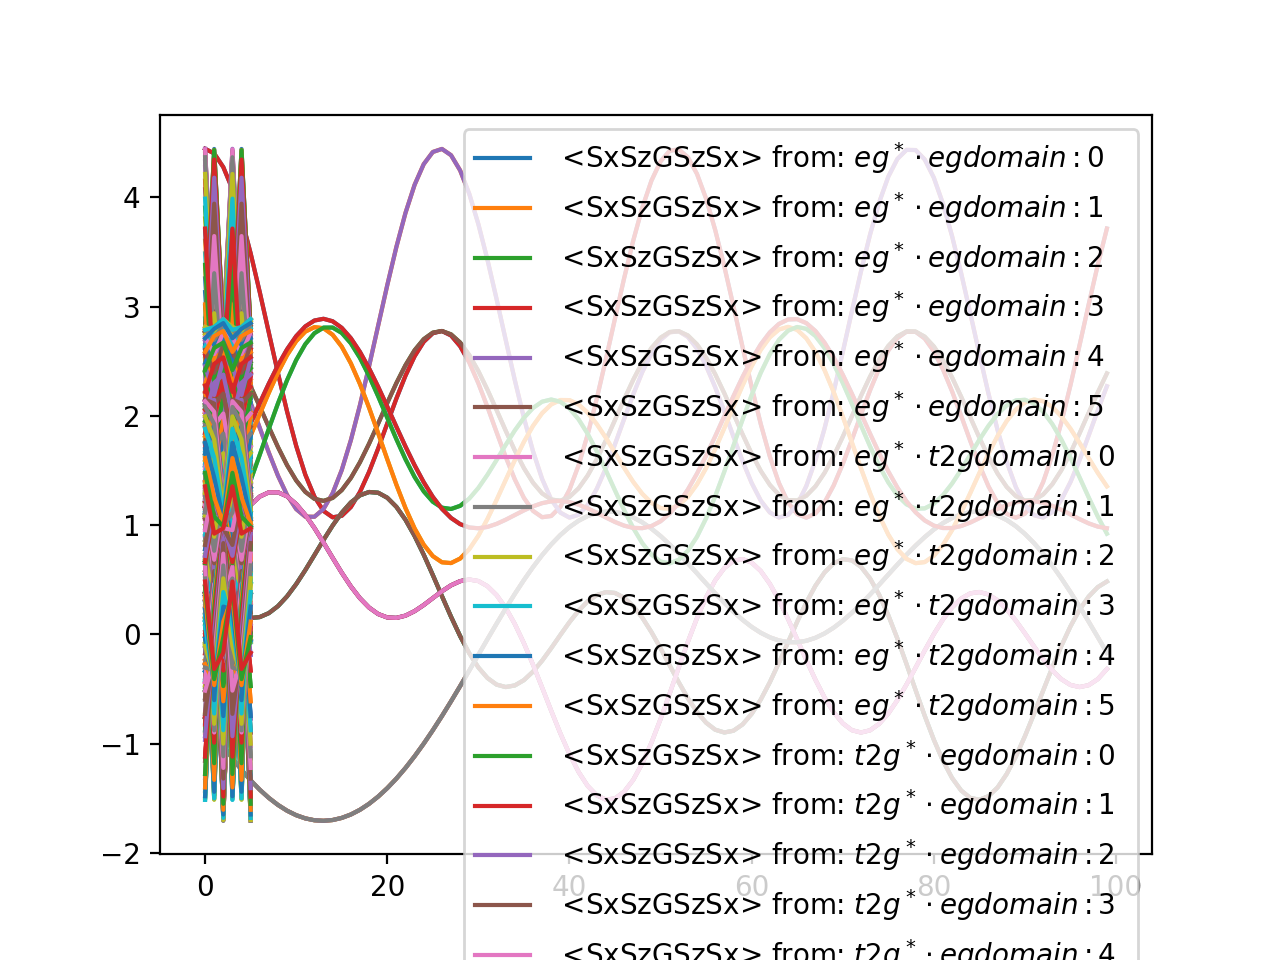 4
3
2
1
0
−1
−2
0 20 40 60 80 100
<SxSzGSzSx> from: eg* · egdomain : 0
<SxSzGSzSx> from: eg* · egdomain : 1
<SxSzGSzSx> from: eg* · egdomain : 2
<SxSzGSzSx> from: eg* · egdomain : 3
<SxSzGSzSx> from: eg* · egdomain : 4
<SxSzGSzSx> from: eg* · egdomain : 5
<SxSzGSzSx> from: eg* · t2gdomain : 0
<SxSzGSzSx> from: eg* · t2gdomain : 1
<SxSzGSzSx> from: eg* · t2gdomain : 2
<SxSzGSzSx> from: eg* · t2gdomain : 3
<SxSzGSzSx> from: eg* · t2gdomain : 4
<SxSzGSzSx> from: eg* · t2gdomain : 5
<SxSzGSzSx> from: t2g* · egdomain : 0
<SxSzGSzSx> from: t2g* · egdomain : 1
<SxSzGSzSx> from: t2g* · egdomain : 2
<SxSzGSzSx> from: t2g* · egdomain : 3
<SxSzGSzSx> from: t2g* · egdomain : 4